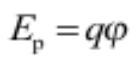 Eₚ = qφ